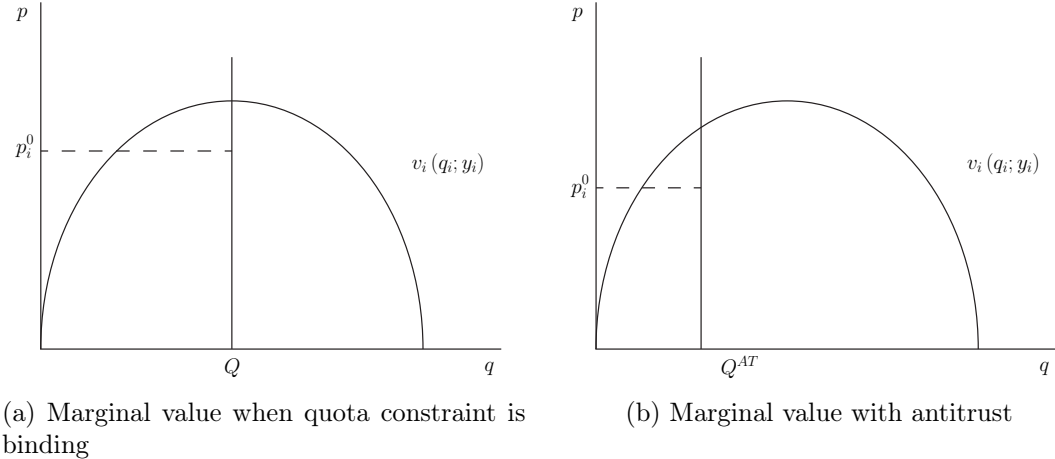 p
p_i^0
v_i (q_i; y_i)
Q
q
(a) Marginal value when quota constraint is
binding
p
p_i^0
v_i (q_i; y_i)
Q^{AT}
q
(b) Marginal value with antitrust